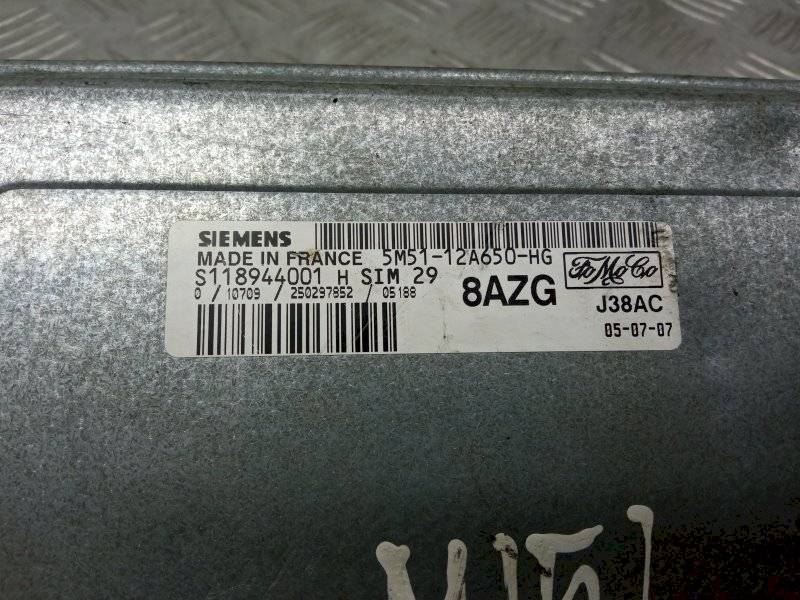 SIEMENS
MADE IN FRANCE 5M51-12A650-HG
S118944001 H SIM 29
0 / 10709 / 250297852 / 05188
8AZG
FoMoCo
J38AC
05-07-07